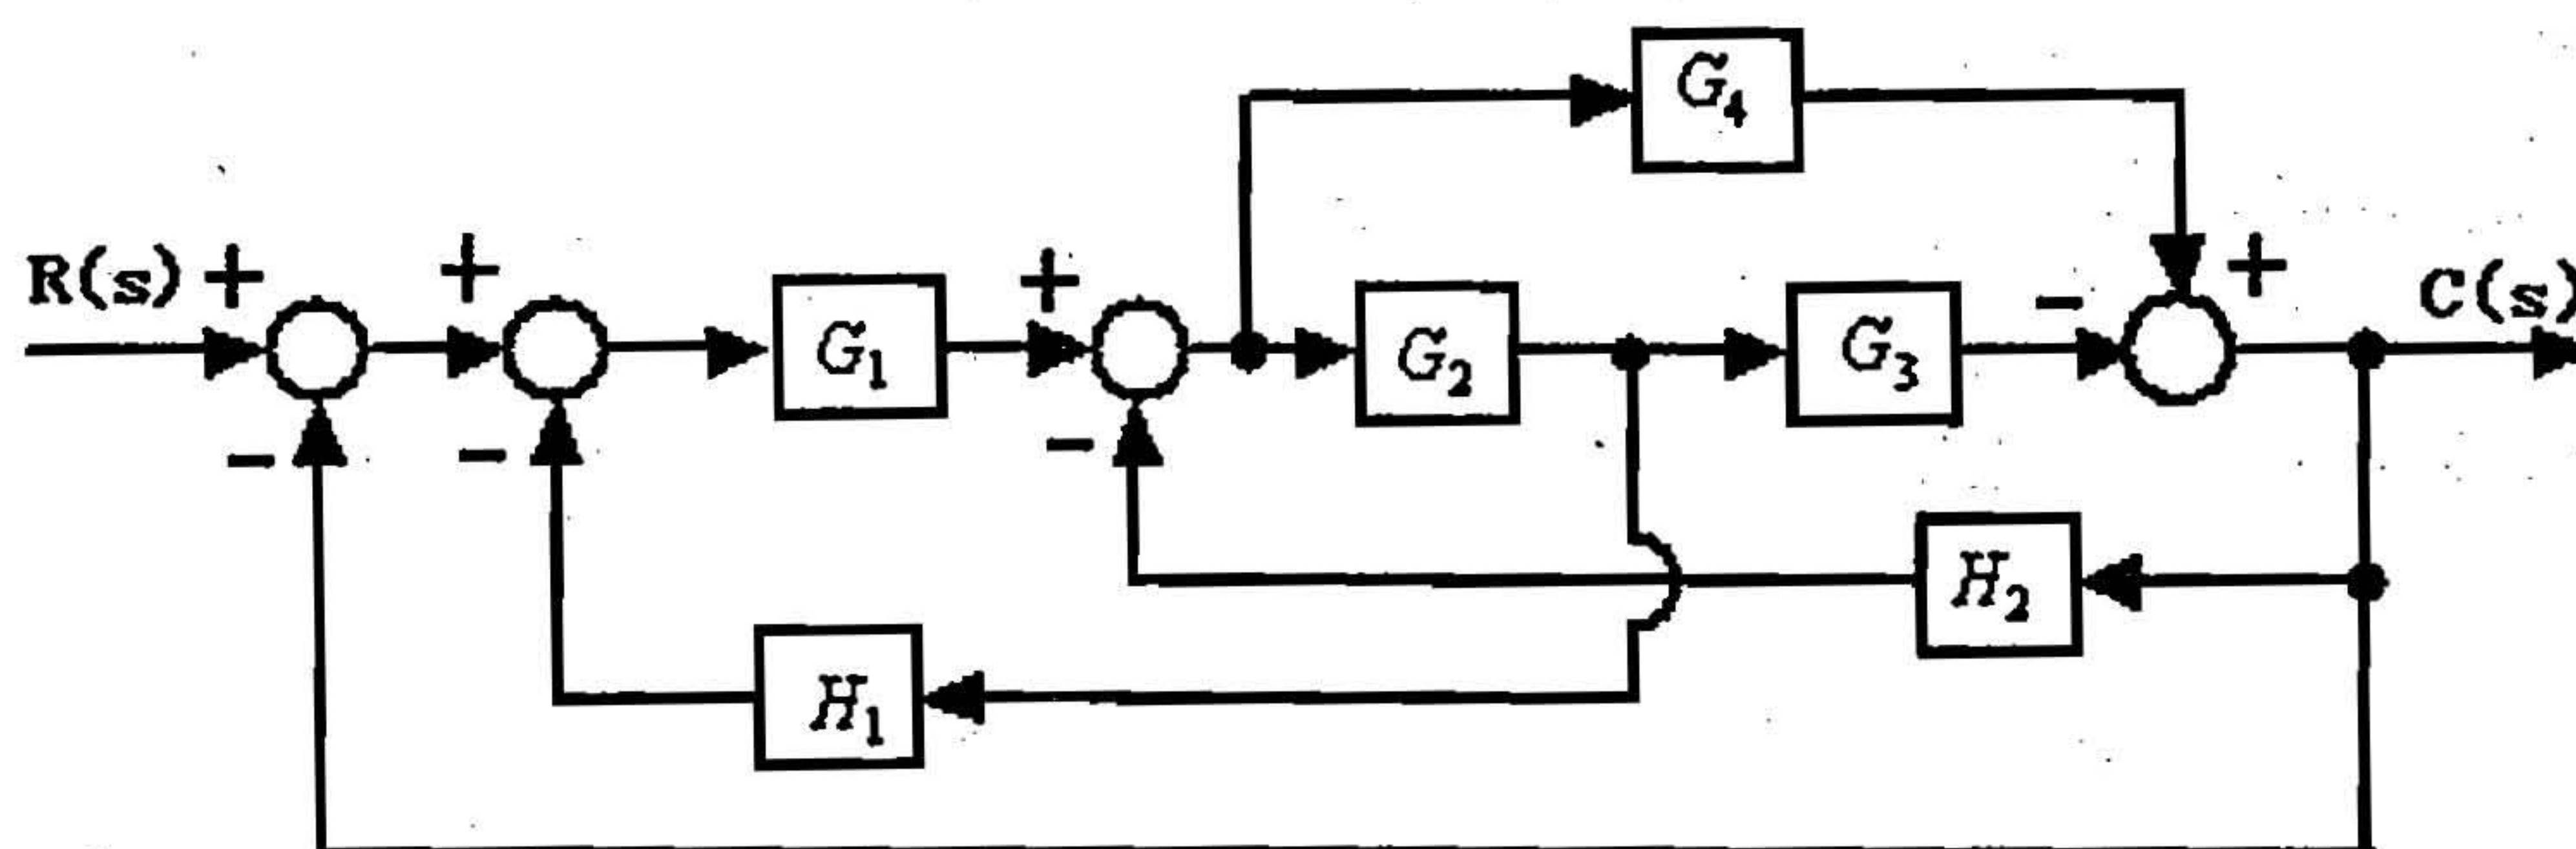 G₄
R(s) + + + - + C(s)
G₁ G₂ G₃
- - -
H₂
H₁